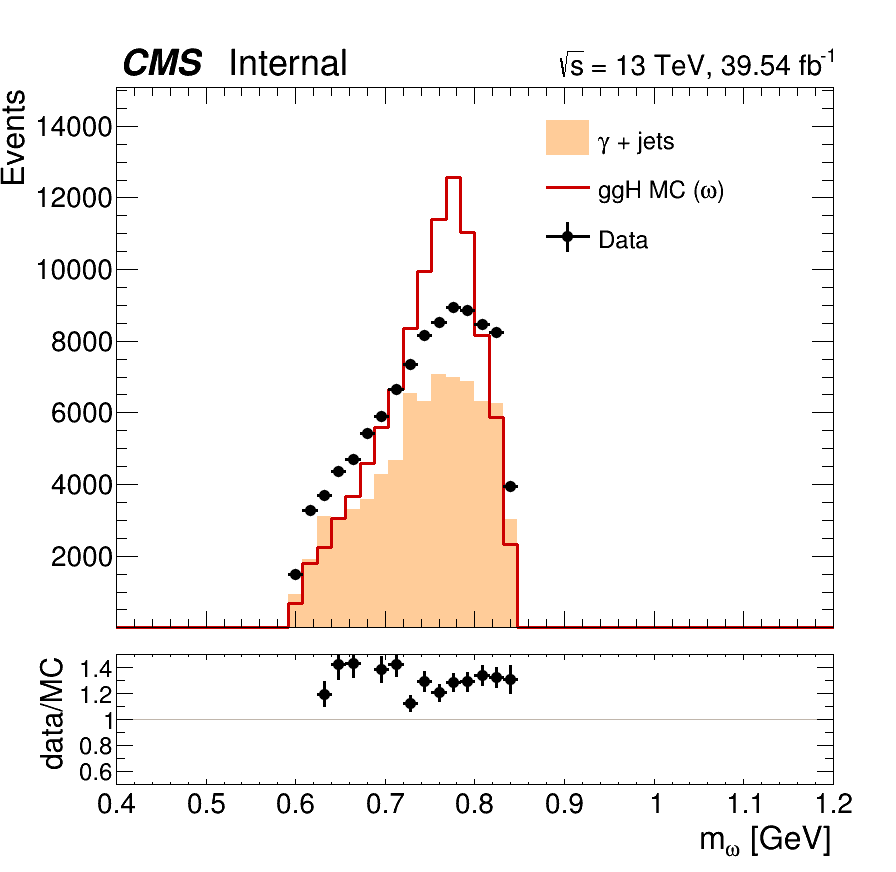 CMS Internal
√s = 13 TeV, 39.54 fb⁻¹
Events
14000
12000
10000
8000
6000
4000
2000
γ + jets
ggH MC (ω)
Data
data/MC
1.4
1.2
1
0.8
0.6
0.4 0.5 0.6 0.7 0.8 0.9 1 1.1 1.2
m_ω [GeV]